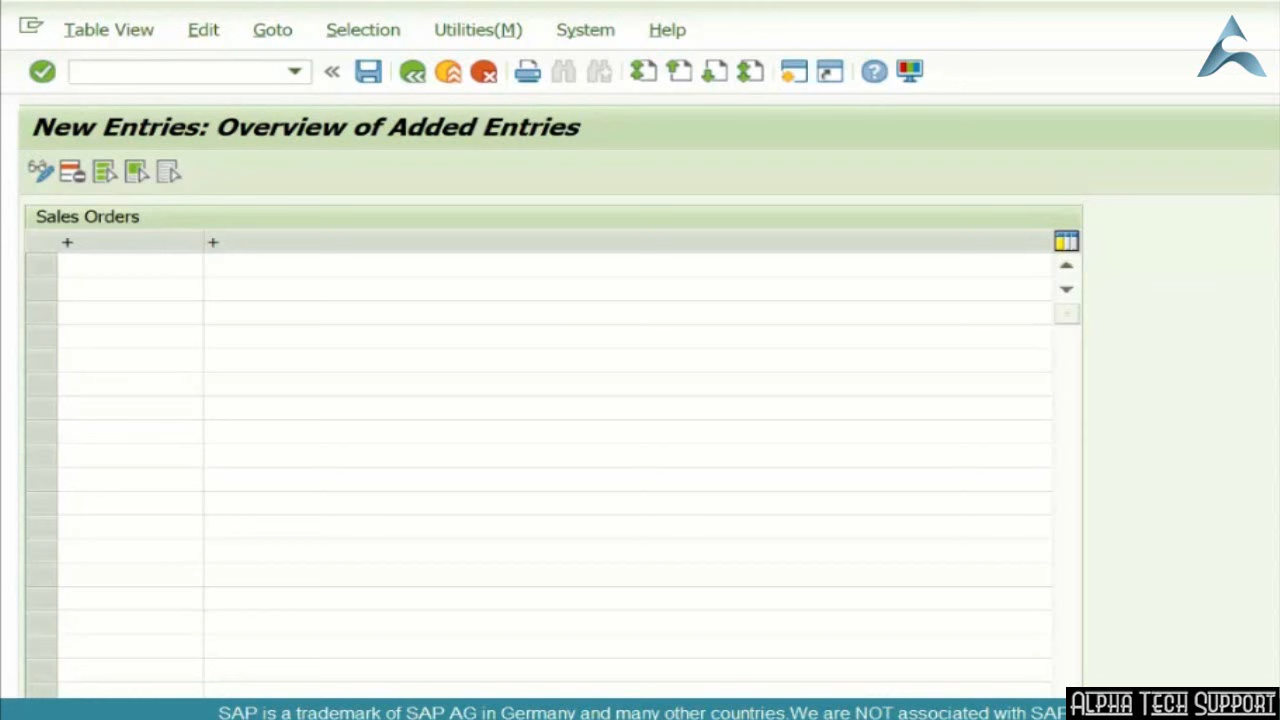 Table View Edit Goto Selection Utilities(M) System Help
New Entries: Overview of Added Entries
Sales Orders
+ +
SAP is a trademark of SAP AG in Germany and many other countries.We are NOT associated with SAP
ALPHA TECH SUPPORT